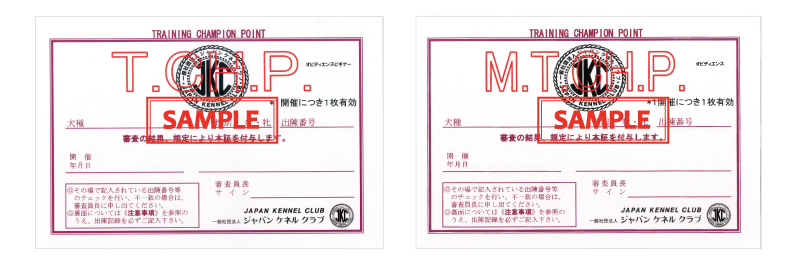 TRAINING CHAMPION POINT
T.CH.P.
オビディエンスビギナー
JKC
KENNEL
*
開催につき1枚有効
SAMPLE
犬種
牝
出陳番号
審査の結果、規定により本証を付与します。
開 催
年月日
審査員長
サ イ ン
◎その場で記入されている出陳番号等
のチェックを行い、不一致の場合は、
審査員長に申し出てください。
◎裏面については《注意事項》を参照の
うえ、出陳記録を必ずご記入下さい。
JAPAN KENNEL CLUB
一般社団法人 ジャパン ケネル クラブ
JKC
TRAINING CHAMPION POINT
M.T.CH.P.
オビディエンス
JKC
KENNEL
*1開催につき1枚有効
SAMPLE
犬種
牝
出陳番号
審査の結果、規定により本証を付与します。
開 催
年月日
審査員長
サ イ ン
◎その場で記入されている出陳番号等
のチェックを行い、不一致の場合は、
審査員長に申し出てください。
◎裏面については《注意事項》を参照の
うえ、出陳記録を必ずご記入下さい。
JAPAN KENNEL CLUB
一般社団法人 ジャパン ケネル クラブ
JKC